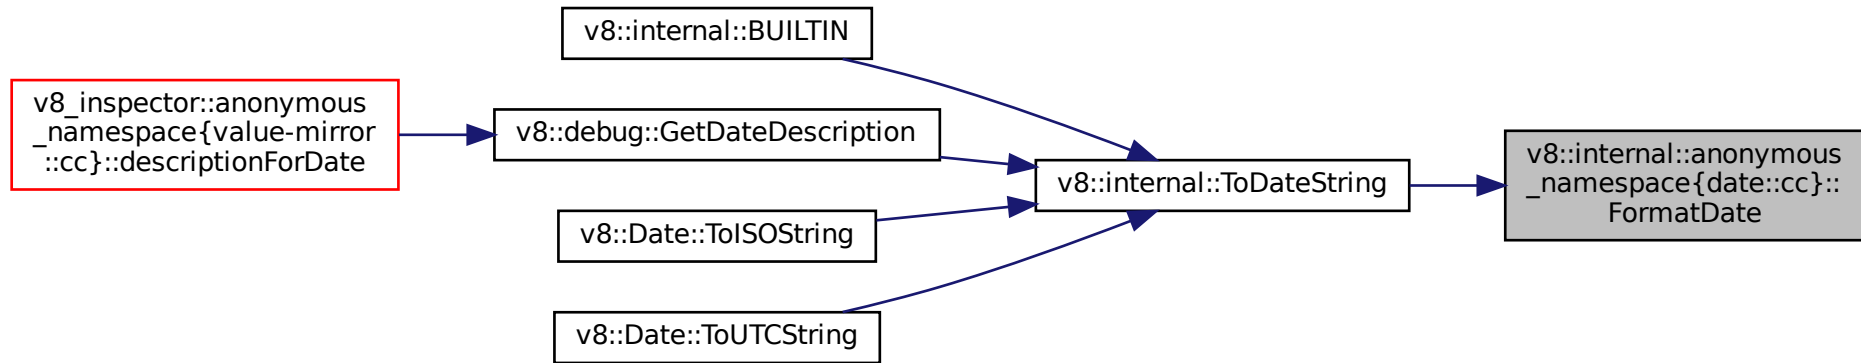 v8::internal::BUILTIN
v8_inspector::anonymous
_namespace{value-mirror
::cc}::descriptionForDate
v8::debug::GetDateDescription
v8::internal::ToDateString
v8::internal::anonymous
_namespace{date::cc}::
FormatDate
v8::Date::ToISOString
v8::Date::ToUTCString